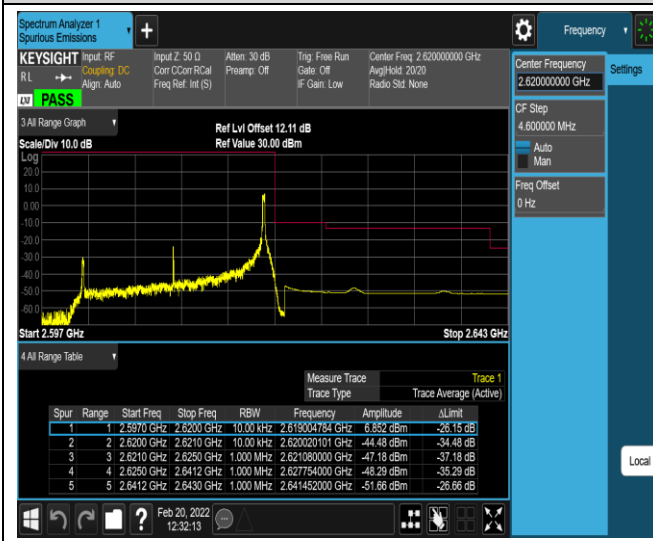 Spectrum Analyzer 1
Spurious Emissions
Frequency
KEYSIGHT
RL
Input: RF
Coupling: DC
Align: Auto
Input Z: 50 Ω
Corr CCorr RCal
Freq Ref: Int (S)
Atten: 30 dB
Preamp: Off
Trig: Free Run
Gate: Off
IF Gain: Low
Center Freq: 2.620000000 GHz
Avg|Hold: 20/20
Radio Std: None
LXI PASS
Center Frequency
2.620000000 GHz
Settings
CF Step
4.600000 MHz
Auto
Man
Freq Offset
0 Hz
3 All Range Graph
Ref Lvl Offset 12.11 dB
Scale/Div 10.0 dB
Ref Value 30.00 dBm
Log
20.0
10.0
0.00
-10.0
-20.0
-30.0
-40.0
-50.0
-60.0
Start 2.597 GHz
Stop 2.643 GHz
4 All Range Table
Measure Trace Trace 1
Trace Type Trace Average (Active)
Spur Range Start Freq Stop Freq RBW Frequency Amplitude ΔLimit
1 1 2.5970 GHz 2.6200 GHz 10.00 kHz 2.619004784 GHz 6.852 dBm -26.15 dB
2 2 2.6200 GHz 2.6210 GHz 10.00 kHz 2.620020101 GHz -44.48 dBm -34.48 dB
3 3 2.6210 GHz 2.6250 GHz 1.000 MHz 2.621080000 GHz -47.18 dBm -37.18 dB
4 4 2.6250 GHz 2.6412 GHz 1.000 MHz 2.627754000 GHz -48.29 dBm -35.29 dB
5 5 2.6412 GHz 2.6430 GHz 1.000 MHz 2.641452000 GHz -51.66 dBm -26.66 dB
Local
Feb 20, 2022
12:32:13